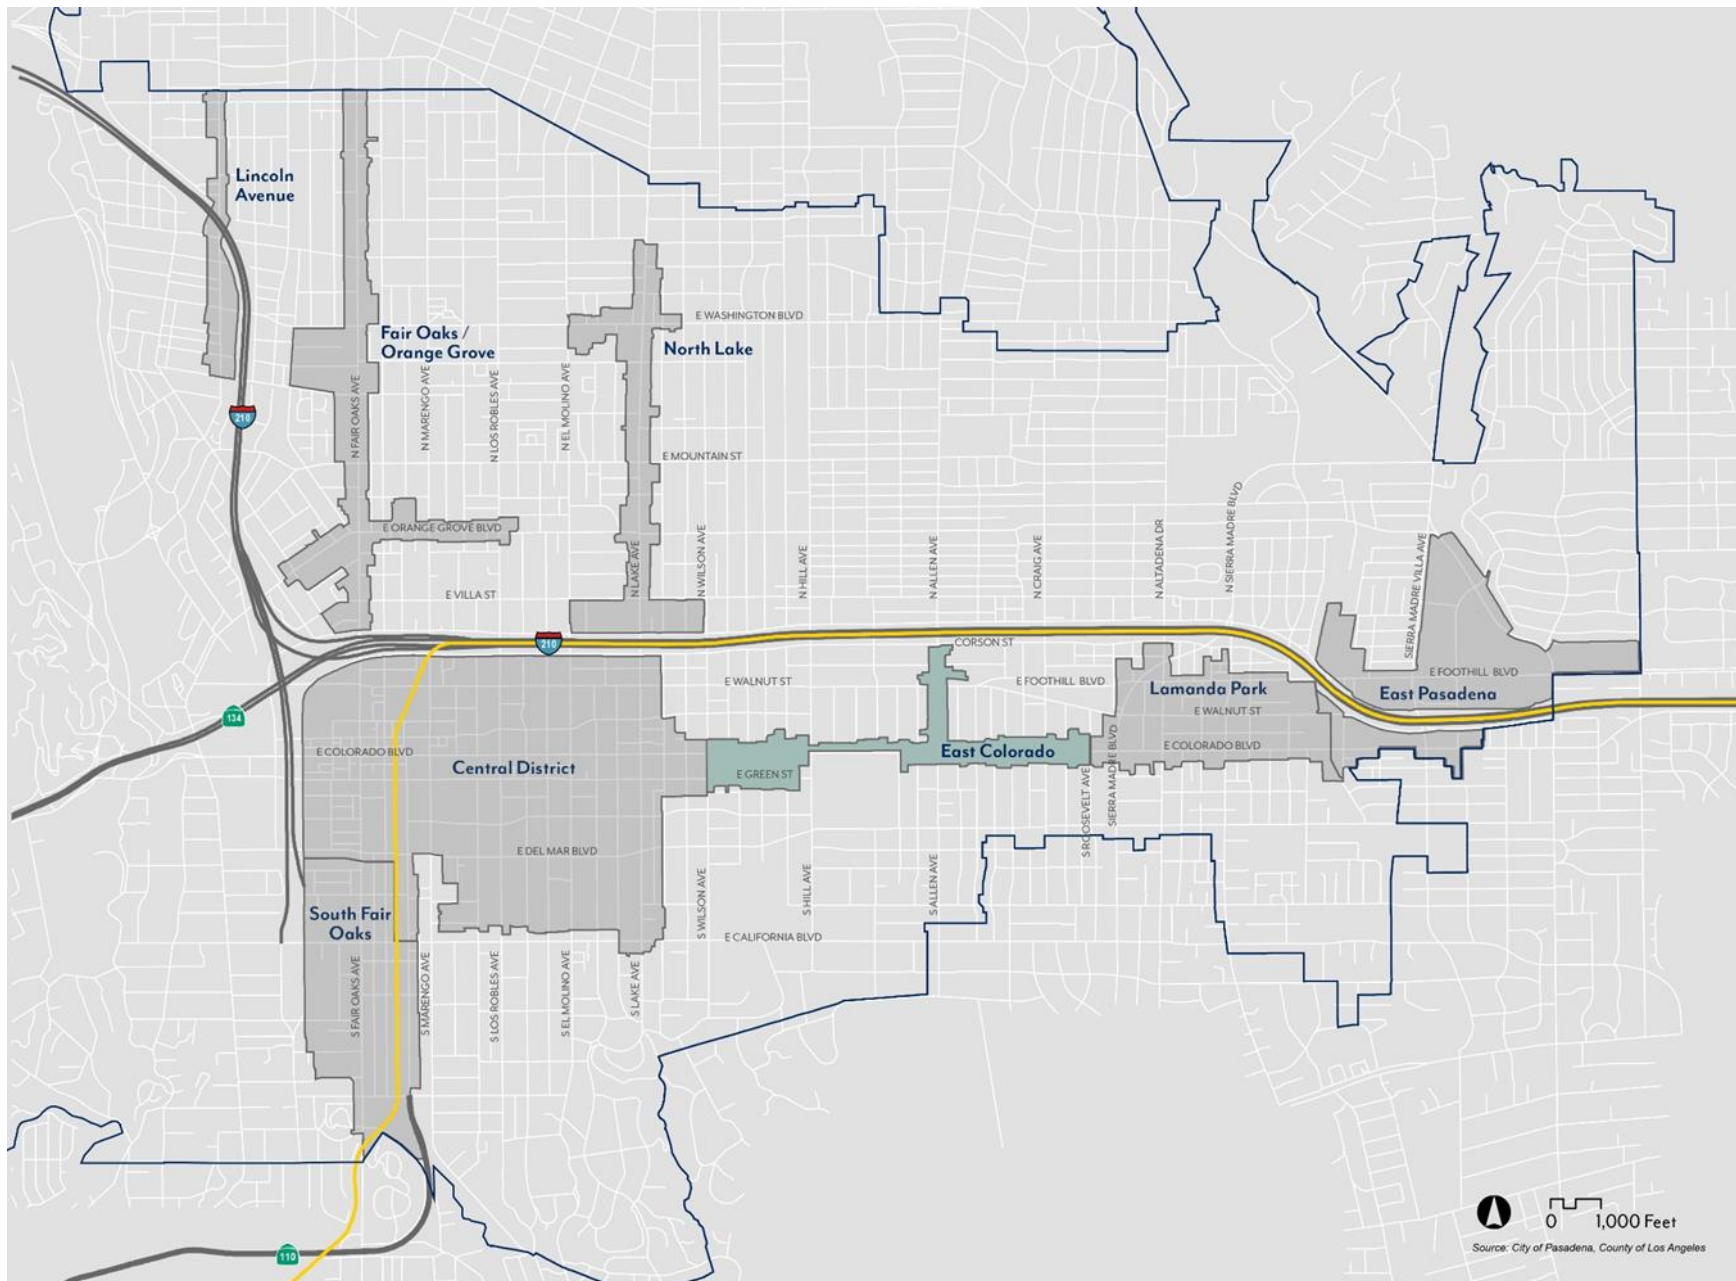 Lincoln
Avenue
Fair Oaks /
Orange Grove
North Lake
E WASHINGTON BLVD
N FAIR OAKS AVE
N MARENGO AVE
N LOS ROBLES AVE
N EL MOLINO AVE
210
E MOUNTAIN ST
E ORANGE GROVE BLVD
N LAKE AVE
N WILSON AVE
N HILL AVE
N ALLEN AVE
N CRAIG AVE
N ALTADENA DR
N SIERRA MADRE BLVD
SIERRA MADRE VILLA AVE
E VILLA ST
210
CORSON ST
E WALNUT ST
E FOOTHILL BLVD
Lamanda Park
E WALNUT ST
E FOOTHILL BLVD
East Pasadena
134
E COLORADO BLVD
Central District
E GREEN ST
East Colorado
E COLORADO BLVD
SIERRA MADRE BLVD
S ROOSEVELT AVE
E DEL MAR BLVD
South Fair
Oaks
S WILSON AVE
S HILL AVE
S ALLEN AVE
E CALIFORNIA BLVD
S FAIR OAKS AVE
S MARENGO AVE
S LOS ROBLES AVE
S EL MOLINO AVE
S LAKE AVE
110
0 1,000 Feet
Source: City of Pasadena, County of Los Angeles